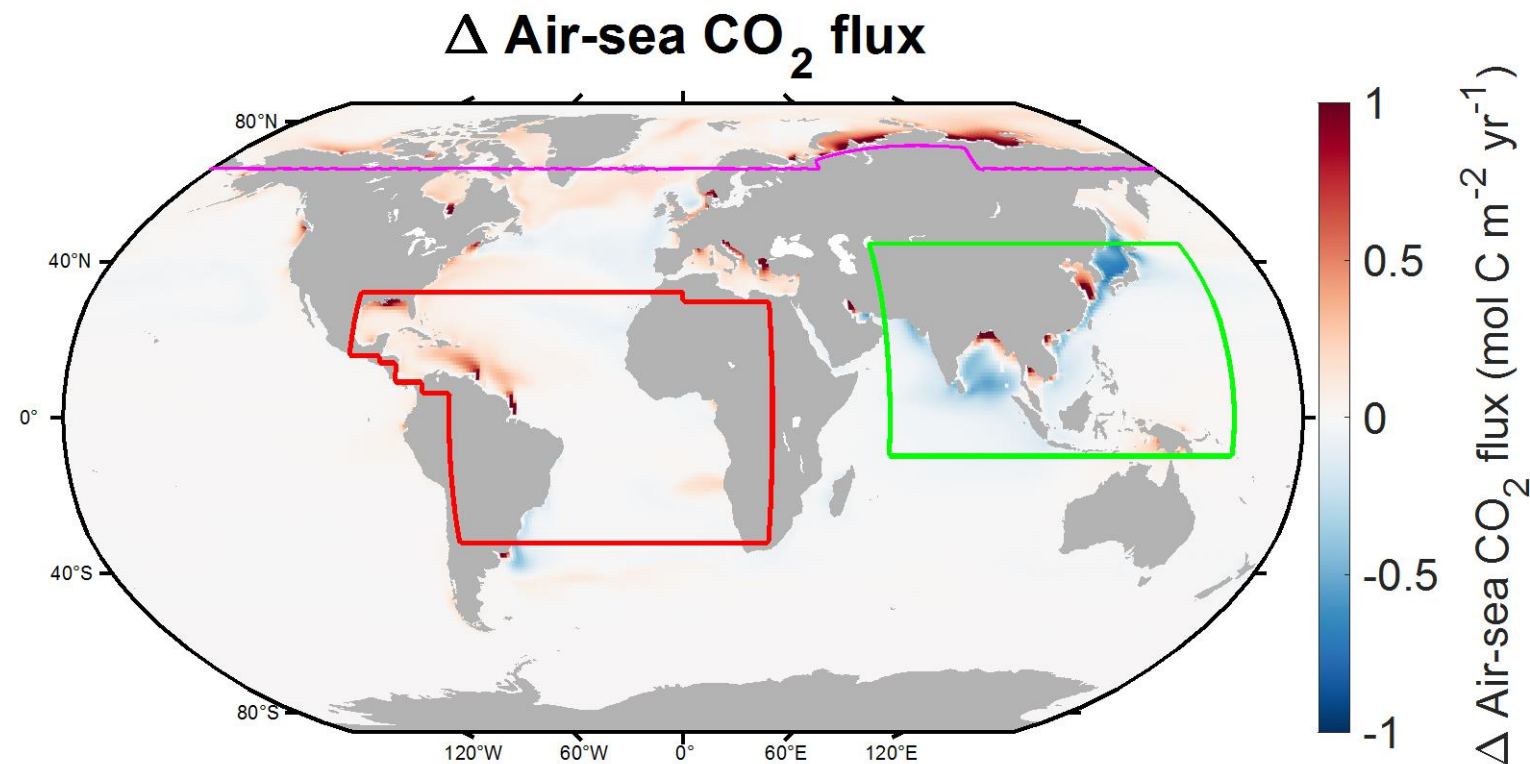 Δ Air-sea CO₂ flux
80°N
40°N
0°
40°S
80°S
120°W 60°W 0° 60°E 120°E
1
0.5
0
-0.5
-1
Δ Air-sea CO₂ flux (mol C m⁻² yr⁻¹)